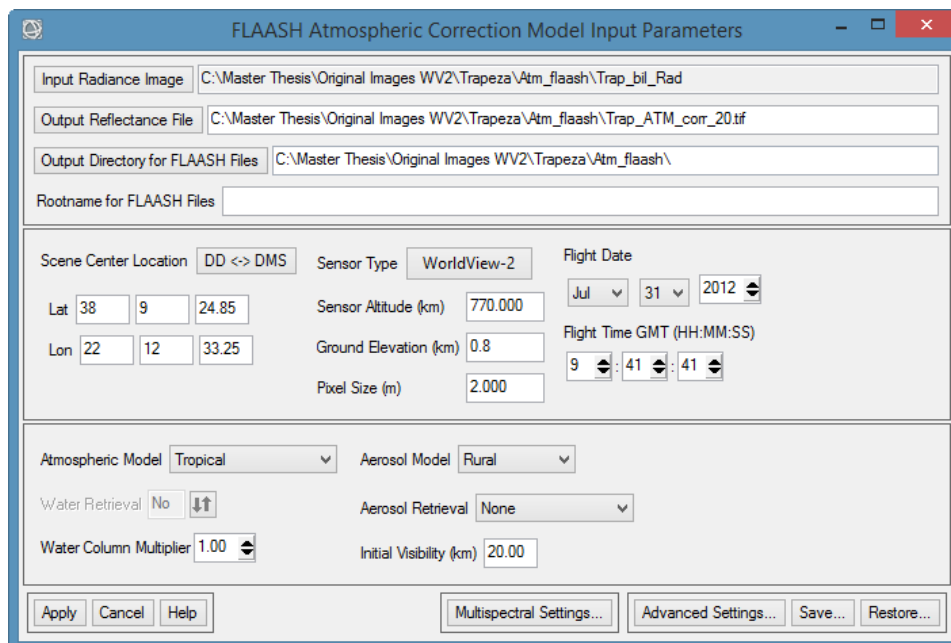 FLAASH Atmospheric Correction Model Input Parameters
Input Radiance Image C:\Master Thesis\Original Images WV2\Trapeza\Atm_flaash\Trap_bil_Rad
Output Reflectance File C:\Master Thesis\Original Images WV2\Trapeza\Atm_flaash\Trap_ATM_corr_20.tif
Output Directory for FLAASH Files C:\Master Thesis\Original Images WV2\Trapeza\Atm_flaash\
Rootname for FLAASH Files
Scene Center Location DD <-> DMS Sensor Type WorldView-2 Flight Date
Lat 38 9 24.85 Sensor Altitude (km) 770.000 Jul 31 2012
Lon 22 12 33.25 Ground Elevation (km) 0.8 Flight Time GMT (HH:MM:SS)
Pixel Size (m) 2.000 9 : 41 : 41
Atmospheric Model Tropical Aerosol Model Rural
Water Retrieval No Aerosol Retrieval None
Water Column Multiplier 1.00 Initial Visibility (km) 20.00
Apply Cancel Help Multispectral Settings... Advanced Settings... Save... Restore...